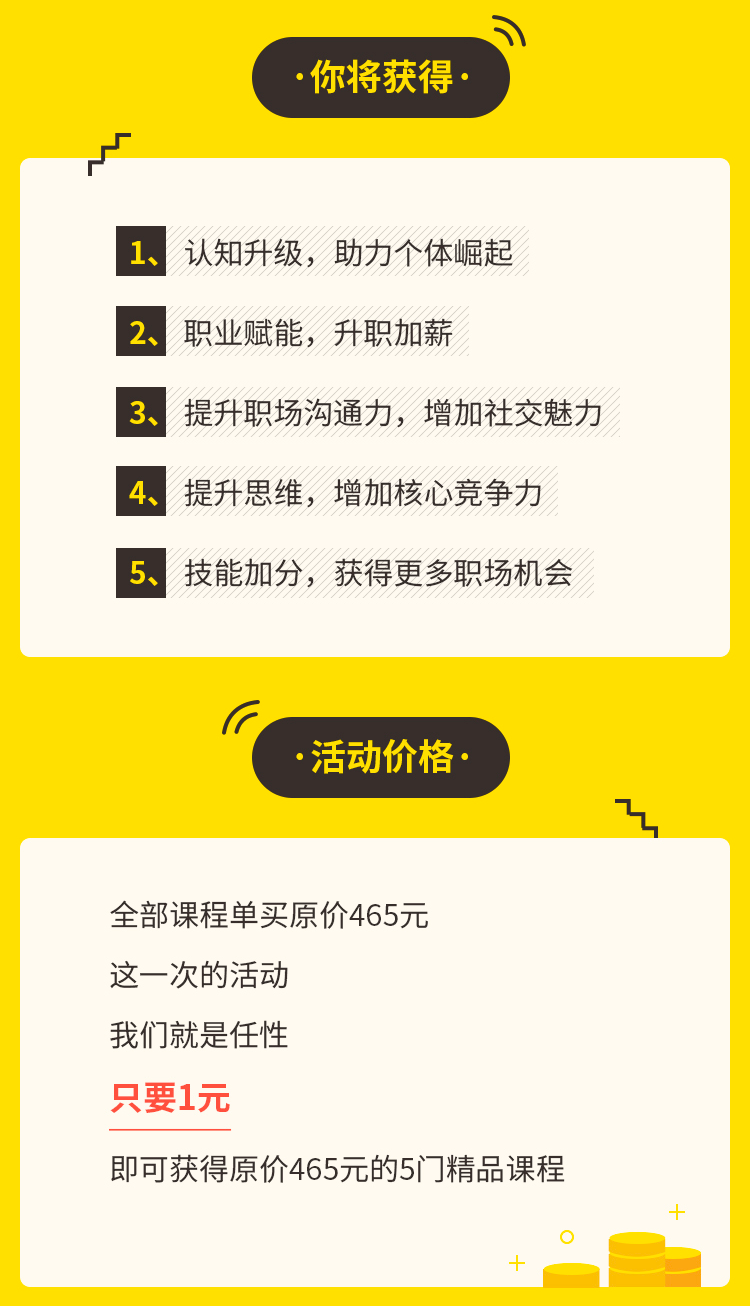 ·你将获得·
1、认知升级，助力个体崛起
2、职业赋能，升职加薪
3、提升职场沟通力，增加社交魅力
4、提升思维，增加核心竞争力
5、技能加分，获得更多职场机会
·活动价格·
全部课程单买原价465元
这一次的活动
我们就是任性
只要1元
即可获得原价465元的5门精品课程